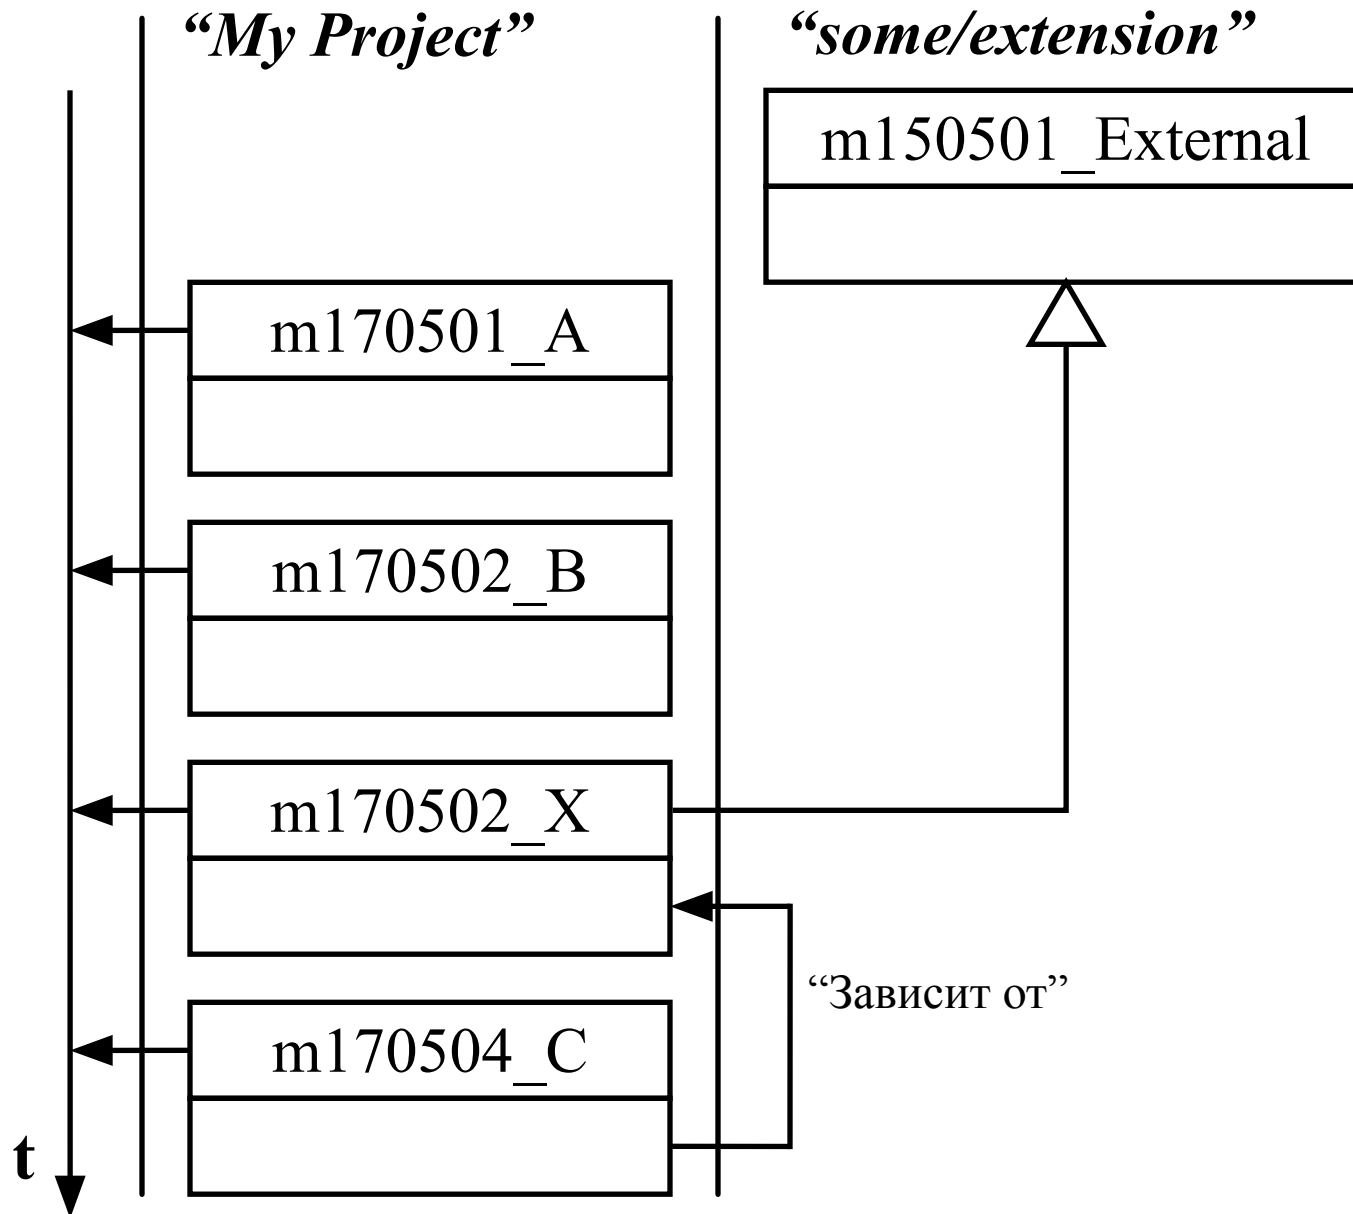 “My Project”
“some/extension”
m150501_External
m170501_A
m170502_B
m170502_X
“Зависит от”
m170504_C
t